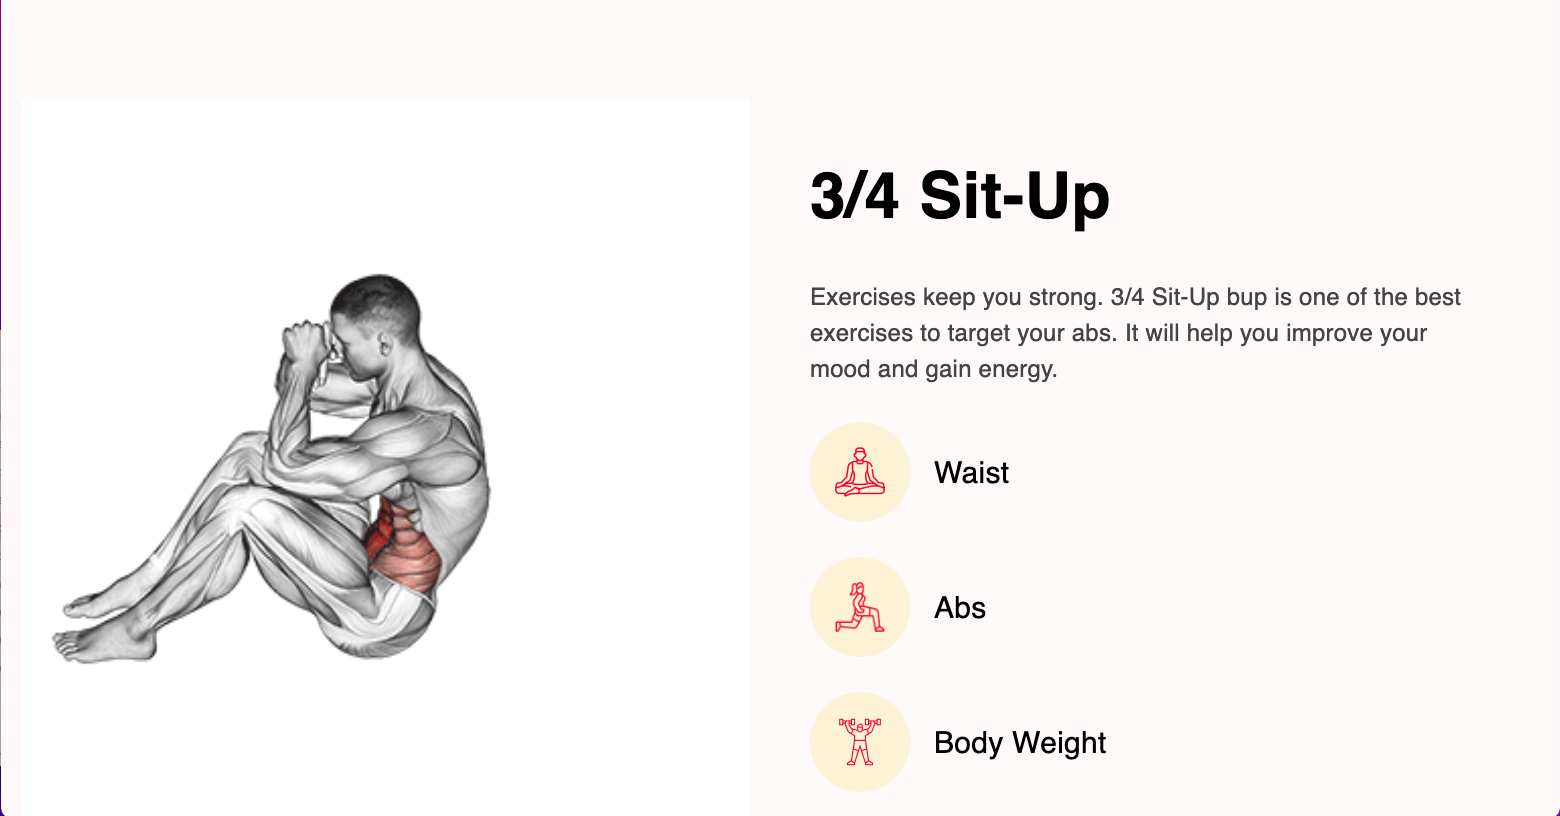 3/4 Sit-Up
Exercises keep you strong. 3/4 Sit-Up bup is one of the best
exercises to target your abs. It will help you improve your
mood and gain energy.
Waist
Abs
Body Weight